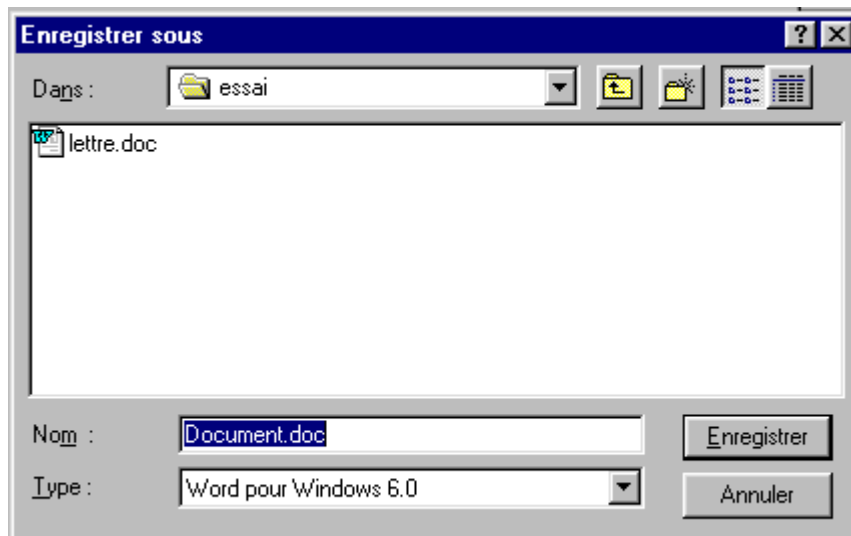 Enregistrer sous
Dans : essai
lettre.doc
Nom : Document.doc Enregistrer
Type : Word pour Windows 6.0 Annuler